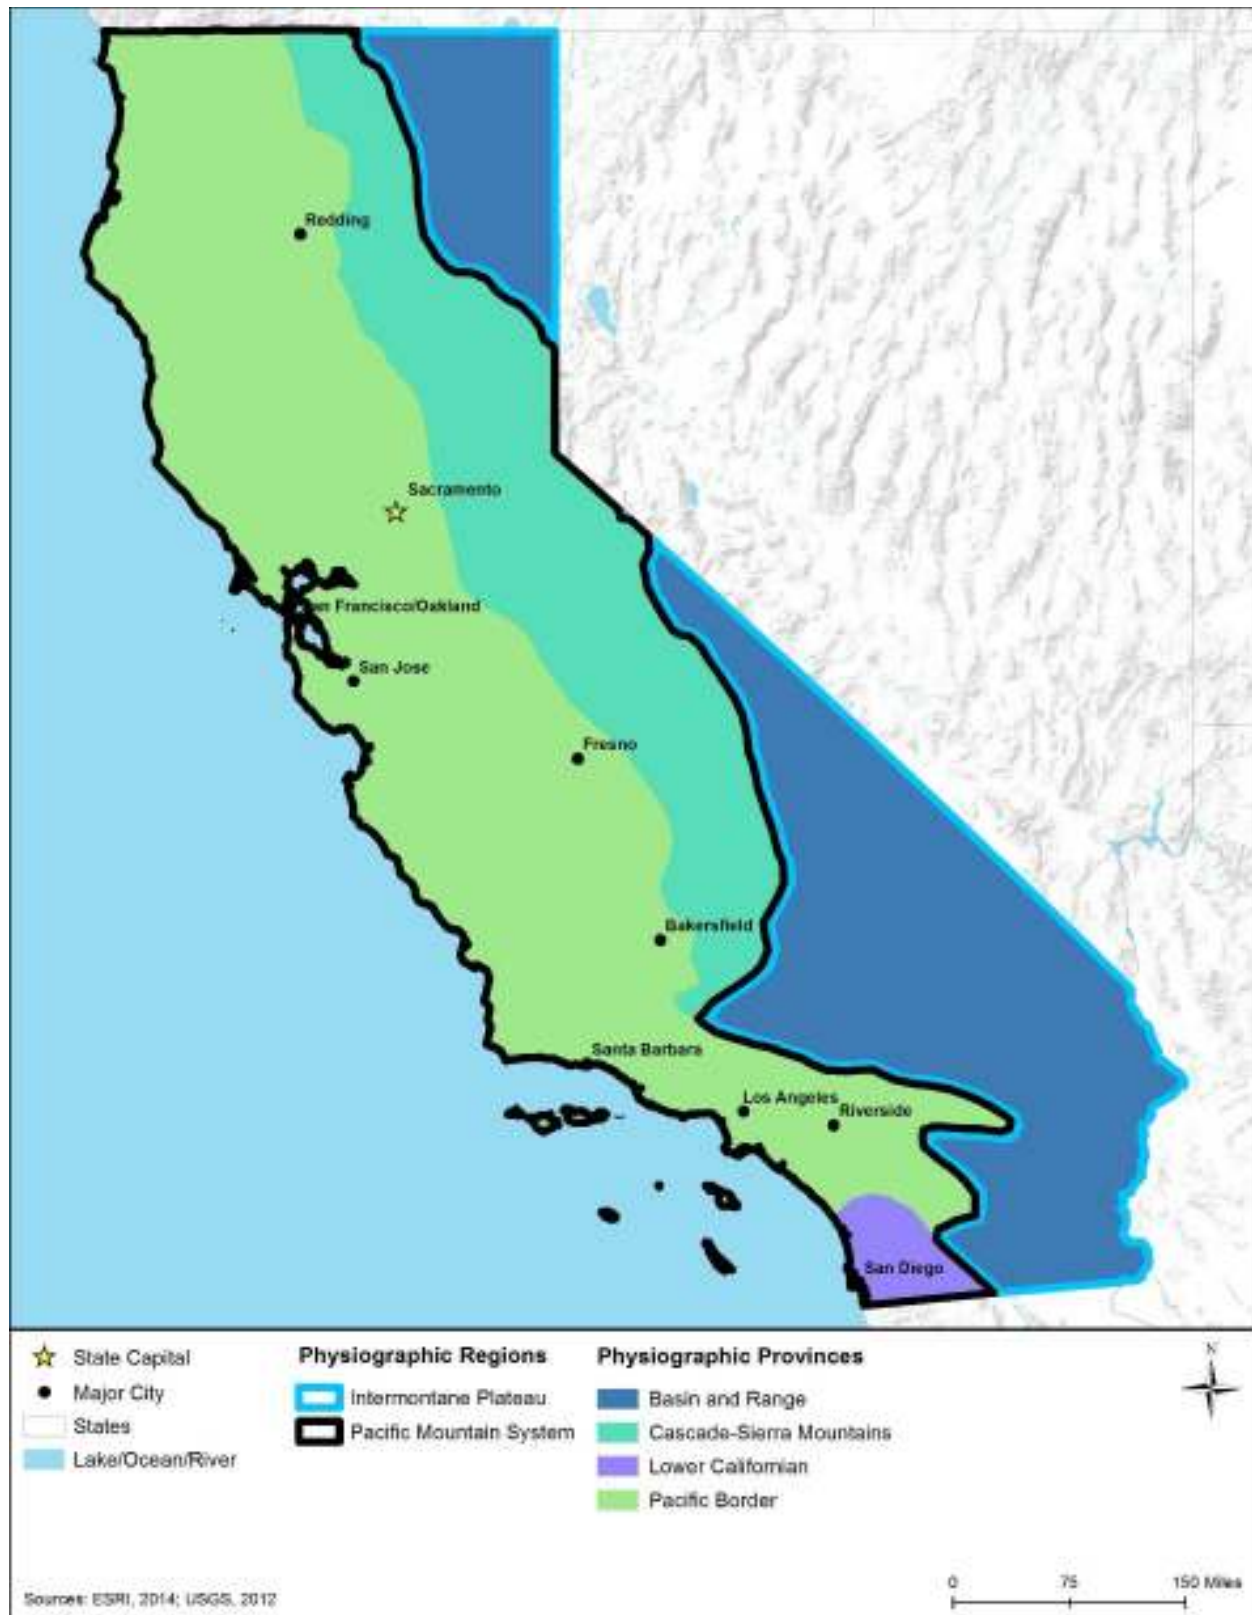 Redding
Sacramento
San Francisco/Oakland
San Jose
Fresno
Bakersfield
Santa Barbara
Los Angeles
Riverside
San Diego
State Capital
Major City
States
Lake/Ocean/River
Physiographic Regions
Intermontane Plateau
Pacific Mountain System
Physiographic Provinces
Basin and Range
Cascade-Sierra Mountains
Lower Californian
Pacific Border
N
0 75 150 Miles
Sources: ESRI, 2014; USGS, 2012